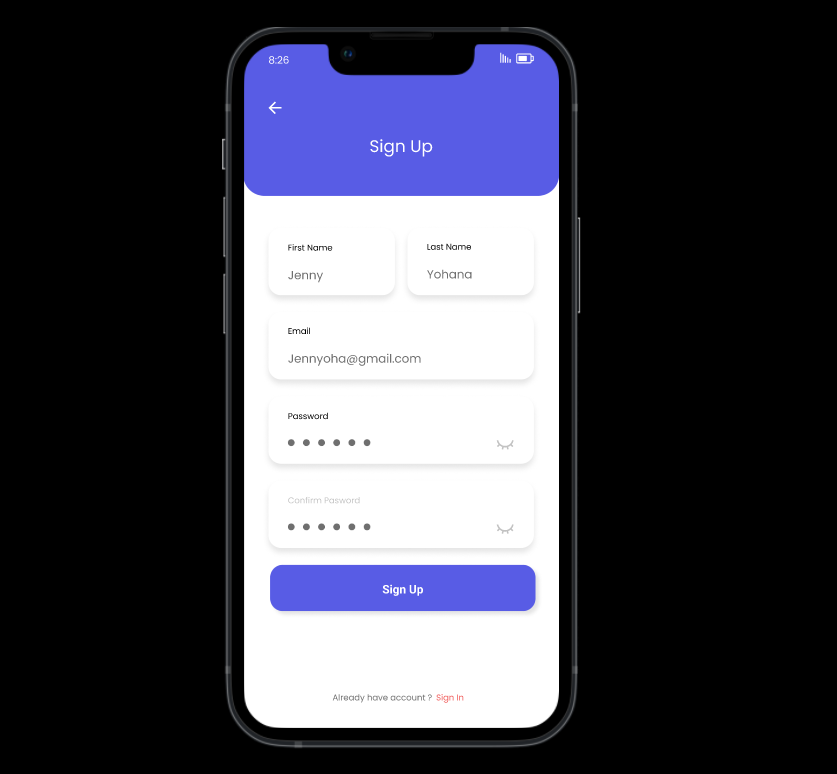 8:26
Sign Up
First Name
Last Name
Jenny
Yohana
Email
Jennyoha@gmail.com
Password
Confirm Pasword
Sign Up
Already have account ? Sign In